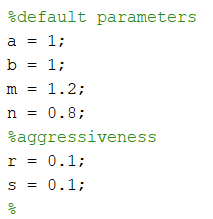 %default parameters
a = 1;
b = 1;
m = 1.2;
n = 0.8;
%aggressiveness
r = 0.1;
s = 0.1;
%